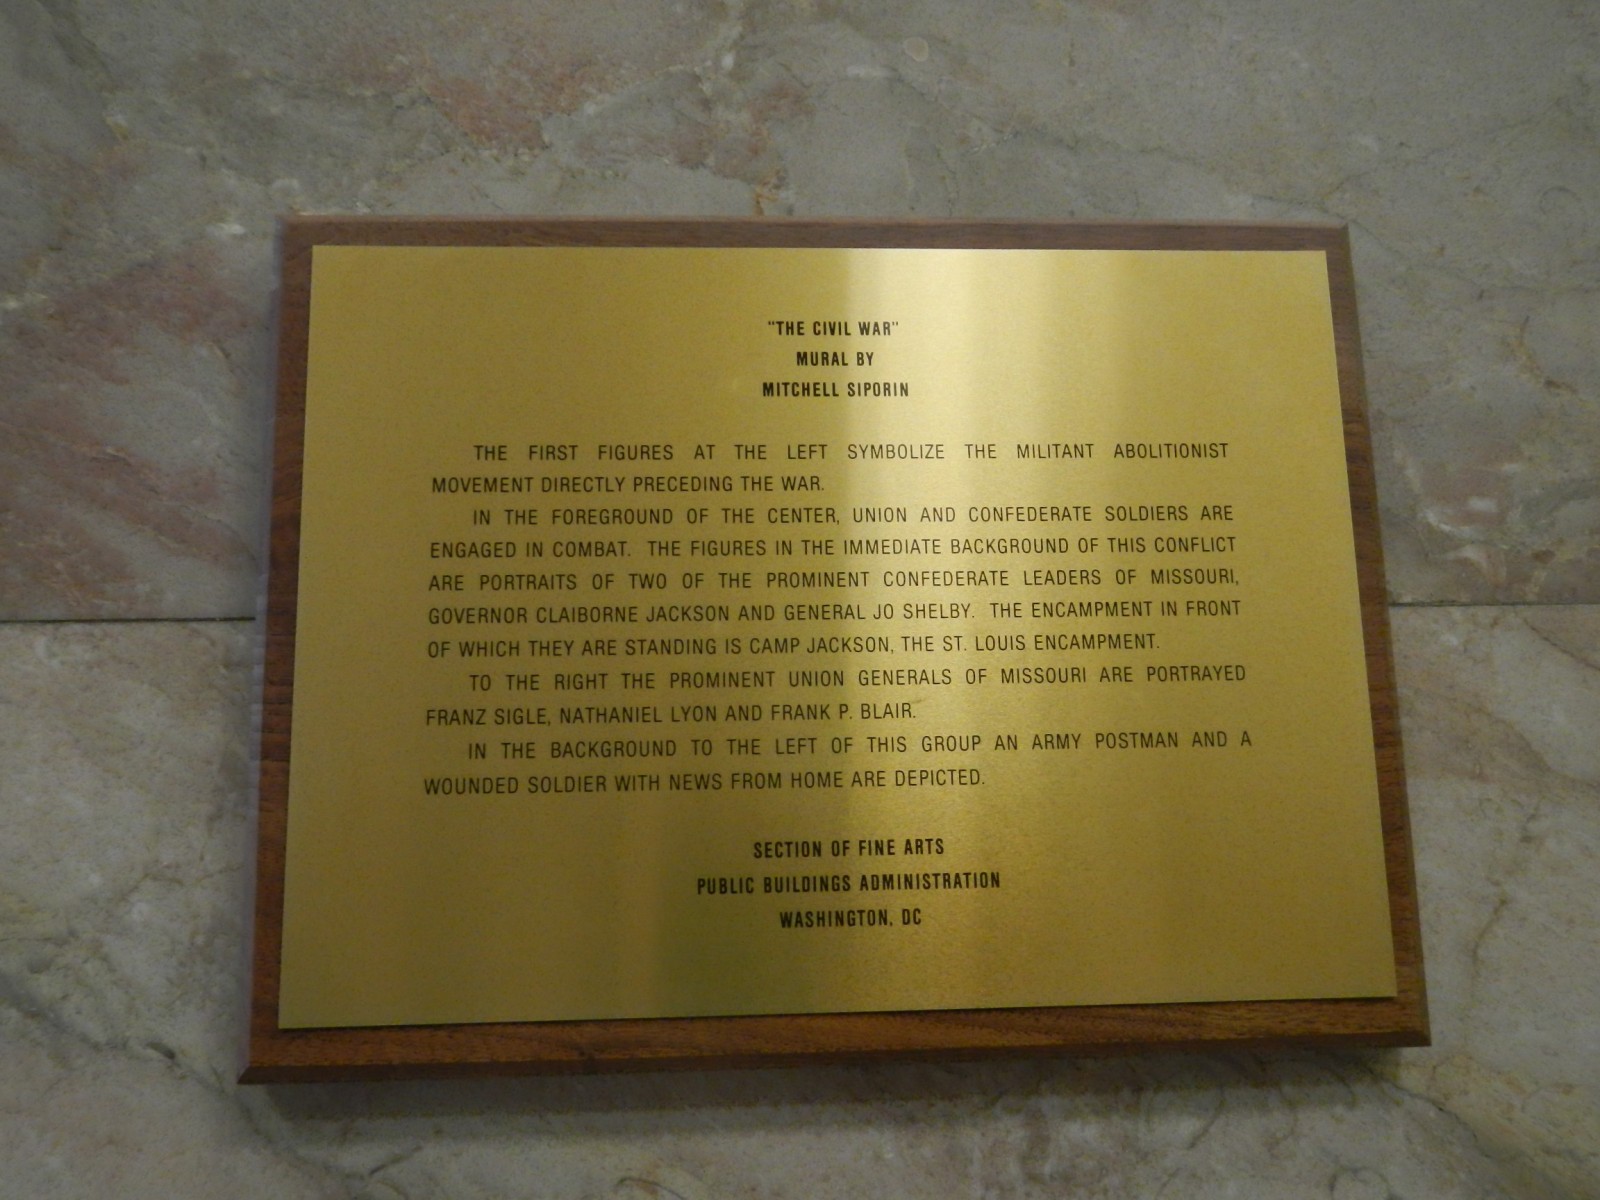 "THE CIVIL WAR"
MURAL BY
MITCHELL SIPORIN
THE FIRST FIGURES AT THE LEFT SYMBOLIZE THE MILITANT ABOLITIONIST
MOVEMENT DIRECTLY PRECEDING THE WAR.
IN THE FOREGROUND OF THE CENTER, UNION AND CONFEDERATE SOLDIERS ARE
ENGAGED IN COMBAT. THE FIGURES IN THE IMMEDIATE BACKGROUND OF THIS CONFLICT
ARE PORTRAITS OF TWO OF THE PROMINENT CONFEDERATE LEADERS OF MISSOURI,
GOVERNOR CLAIBORNE JACKSON AND GENERAL JO SHELBY. THE ENCAMPMENT IN FRONT
OF WHICH THEY ARE STANDING IS CAMP JACKSON, THE ST. LOUIS ENCAMPMENT.
TO THE RIGHT THE PROMINENT UNION GENERALS OF MISSOURI ARE PORTRAYED
FRANZ SIGLE, NATHANIEL LYON AND FRANK P. BLAIR.
IN THE BACKGROUND TO THE LEFT OF THIS GROUP AN ARMY POSTMAN AND A
WOUNDED SOLDIER WITH NEWS FROM HOME ARE DEPICTED.
SECTION OF FINE ARTS
PUBLIC BUILDINGS ADMINISTRATION
WASHINGTON, DC